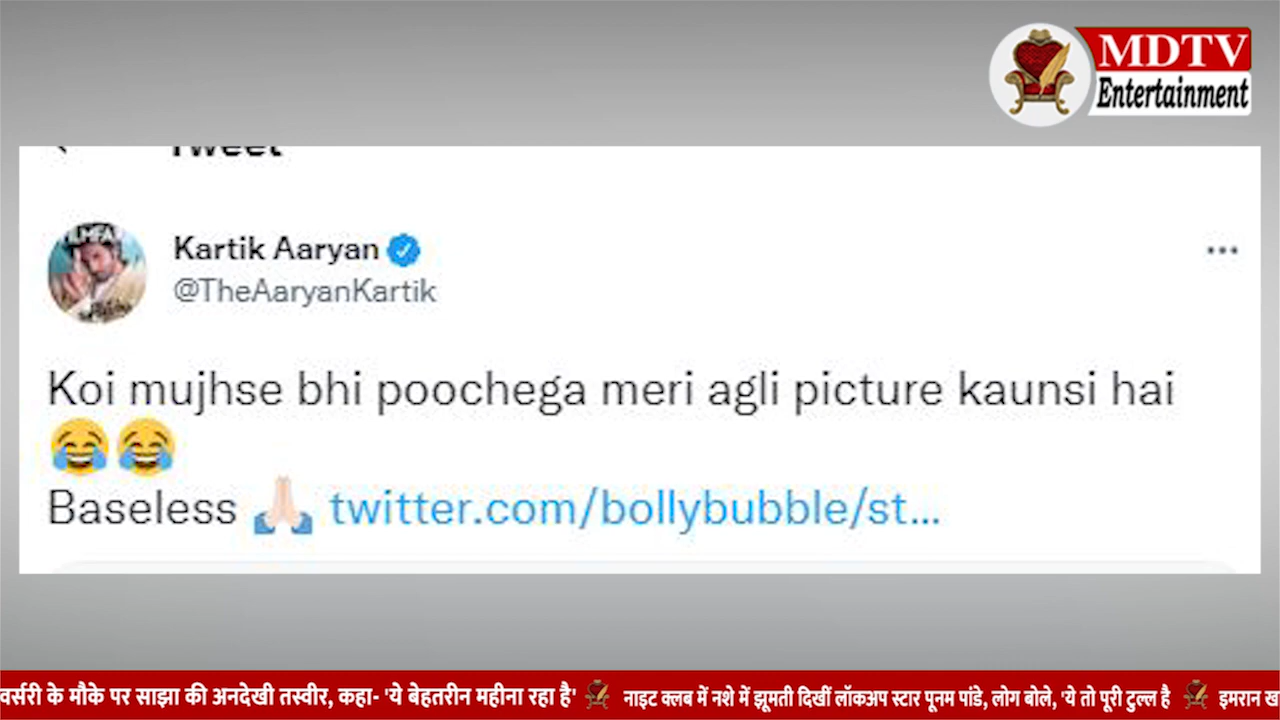 MDTV
Entertainment
Tweet
Kartik Aaryan
@TheAaryanKartik
Koi mujhse bhi poochega meri agli picture kaunsi hai
😂😂
Baseless 🙏🏻 twitter.com/bollybubble/st...
वर्सरी के मौके पर साझा की अनदेखी तस्वीर, कहा- 'ये बेहतरीन महीना रहा है' नाइट क्लब में नशे में झूमती दिखीं लॉकअप स्टार पूनम पांडे, लोग बोले, 'ये तो पूरी टुल्ल है इमरान ख